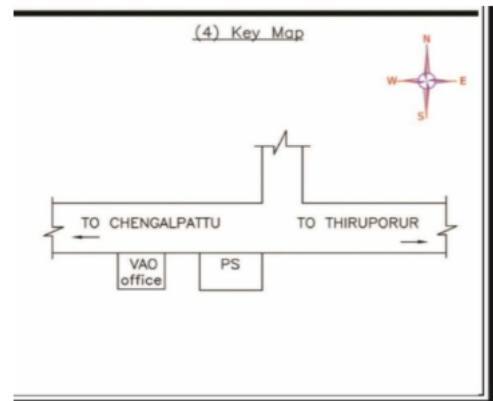 (4) Key Map
N
W E
S
TO CHENGALPATTU TO THIRUPORUR
VAO PS
office